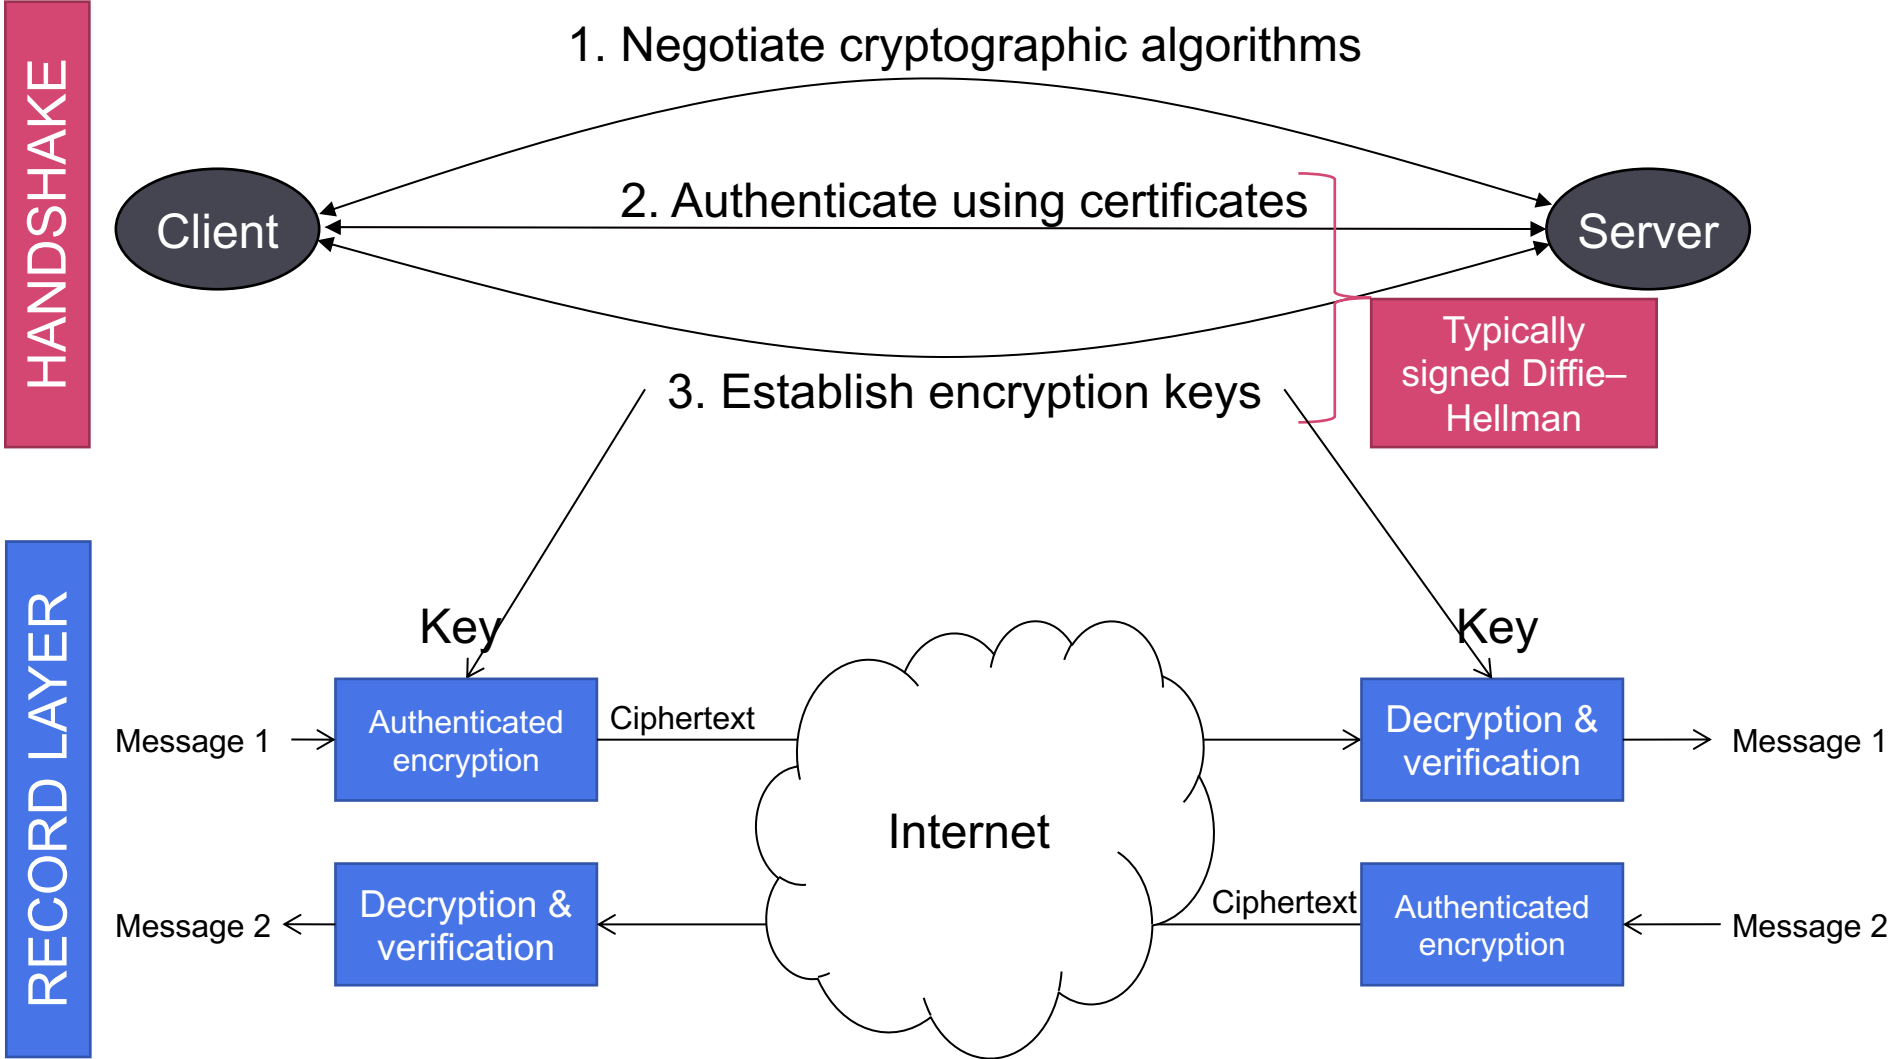 HANDSHAKE
1. Negotiate cryptographic algorithms
2. Authenticate using certificates
Client
Server
Typically
signed Diffie–
Hellman
3. Establish encryption keys
RECORD LAYER
Key
Key
Message 1
Authenticated
encryption
Ciphertext
Decryption &
verification
Message 1
Internet
Message 2
Decryption &
verification
Ciphertext
Authenticated
encryption
Message 2